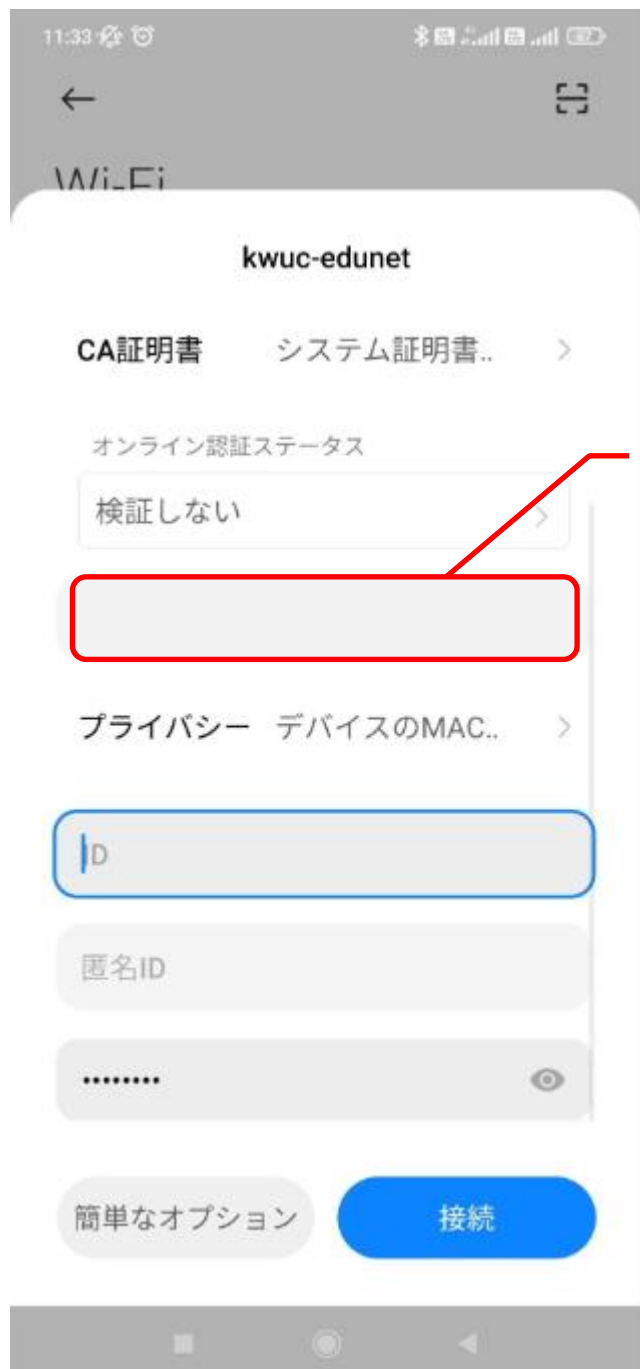 11:33
Wi-Fi
kwuc-edunet
CA証明書 システム証明書..
オンライン認証ステータス
検証しない
プライバシー デバイスのMAC..
ID
匿名ID
••••••••
簡単なオプション 接続